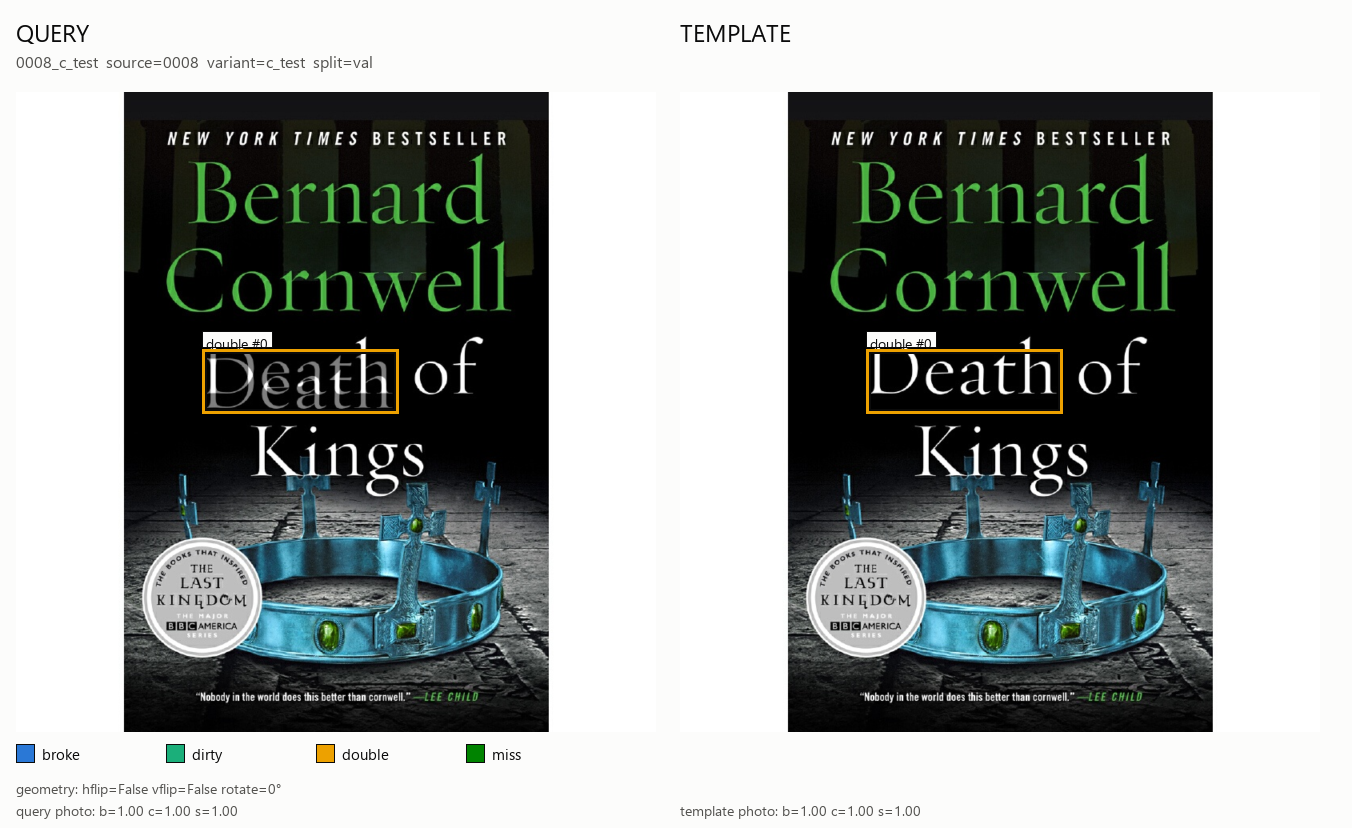 QUERY
0008_c_test source=0008 variant=c_test split=val
NEW YORK TIMES BESTSELLER
Bernard
Cornwell
double #0
Death of
Kings
THE BOOKS THAT INSPIRED
THE
LAST
KINGDOM
THE MAJOR
BBC AMERICA
SERIES
"Nobody in the world does this better than cornwell." —LEE CHILD
TEMPLATE
NEW YORK TIMES BESTSELLER
Bernard
Cornwell
double #0
Death of
Kings
THE BOOKS THAT INSPIRED
THE
LAST
KINGDOM
THE MAJOR
BBC AMERICA
SERIES
"Nobody in the world does this better than cornwell." —LEE CHILD
broke
dirty
double
miss
geometry: hflip=False vflip=False rotate=0°
query photo: b=1.00 c=1.00 s=1.00
template photo: b=1.00 c=1.00 s=1.00